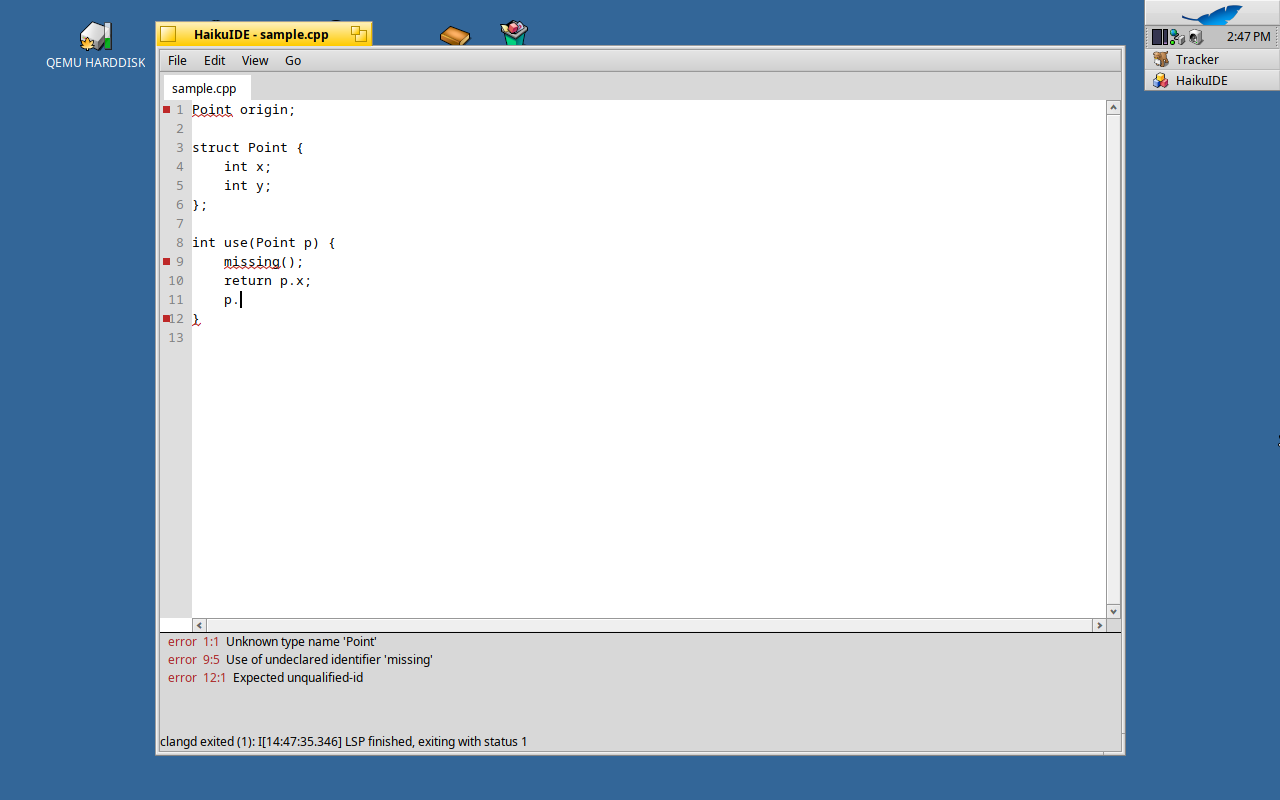 QEMU HARDDISK
HaikuIDE - sample.cpp
2:47 PM
Tracker
HaikuIDE
File Edit View Go
sample.cpp
1 Point origin;
2
3 struct Point {
4     int x;
5     int y;
6 };
7
8 int use(Point p) {
9     missing();
10     return p.x;
11     p.
12 }
13
error 1:1 Unknown type name 'Point'
error 9:5 Use of undeclared identifier 'missing'
error 12:1 Expected unqualified-id
clangd exited (1): I[14:47:35.346] LSP finished, exiting with status 1